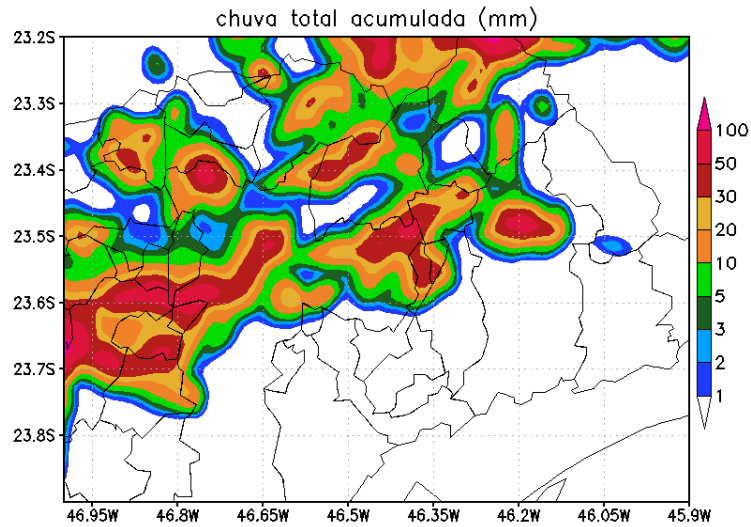 chuva total acumulada (mm)
23.2S
23.3S
23.4S
23.5S
23.6S
23.7S
23.8S
46.95W 46.8W 46.65W 46.5W 46.35W 46.2W 46.05W 45.9W
100
50
30
20
10
5
3
2
1